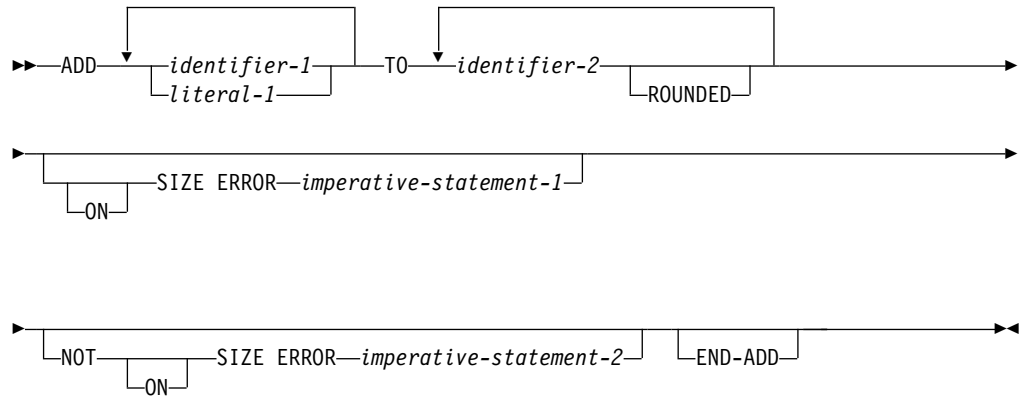 ADD identifier-1 TO identifier-2
literal-1 ROUNDED
SIZE ERROR imperative-statement-1
ON
NOT SIZE ERROR imperative-statement-2 END-ADD
ON